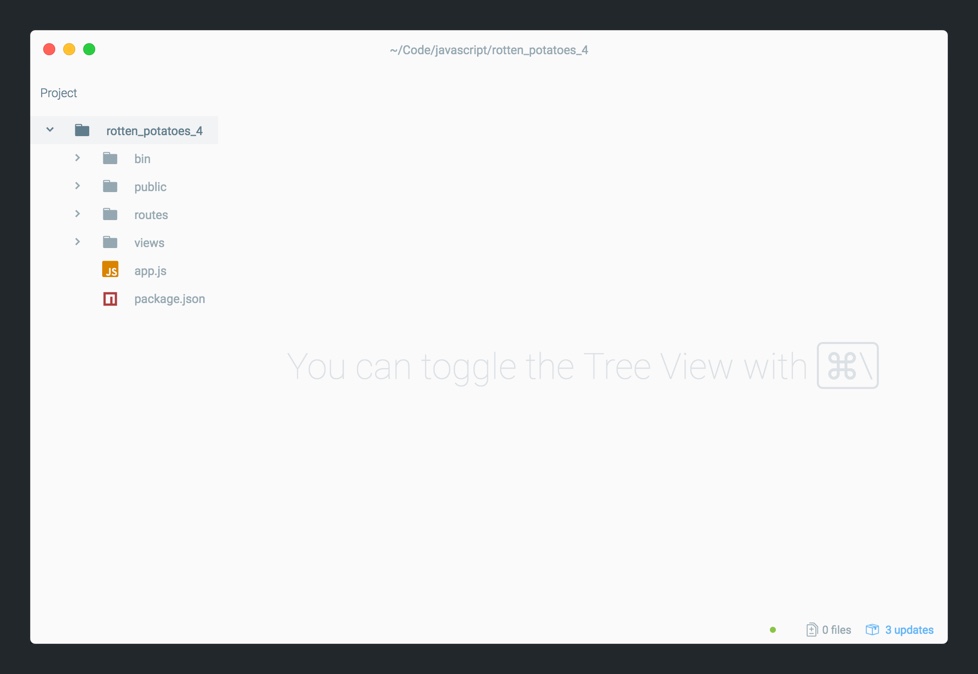 ~/Code/javascript/rotten_potatoes_4
Project
rotten_potatoes_4
bin
public
routes
views
JS app.js
package.json
You can toggle the Tree View with ⌘\
0 files 3 updates